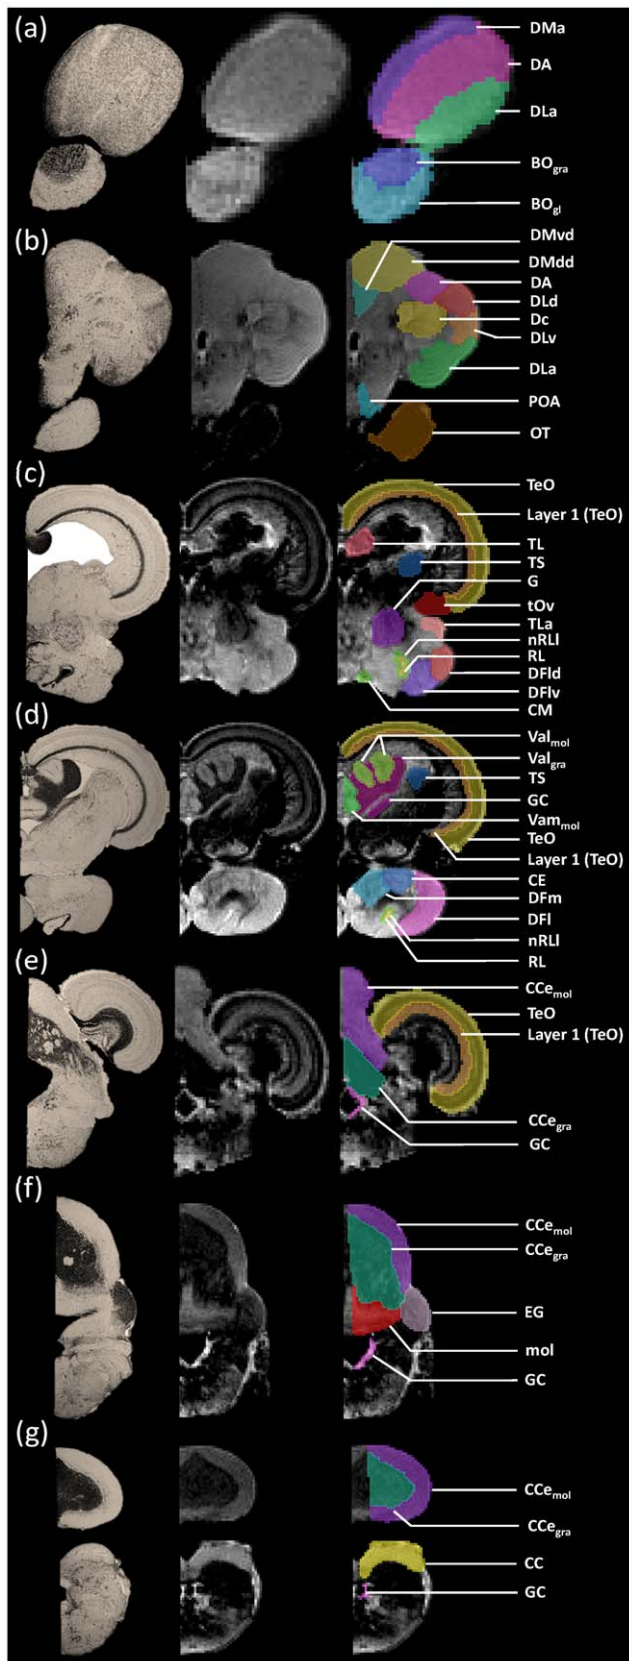 (a)
DMa
DA
DLa
BOgra
BOgl
(b)
DMvd
DMdd
DA
DLd
Dc
DLv
DLa
POA
OT
(c)
TeO
Layer 1 (TeO)
TL
TS
G
tOv
TLa
nRLl
RL
DFld
DFlv
CM
(d)
Valmol
Valgra
TS
GC
Vammol
TeO
Layer 1 (TeO)
CE
DFm
DFl
nRLl
RL
(e)
CCemol
TeO
Layer 1 (TeO)
CCegra
GC
(f)
CCemol
CCegra
EG
mol
GC
(g)
CCemol
CCegra
CC
GC